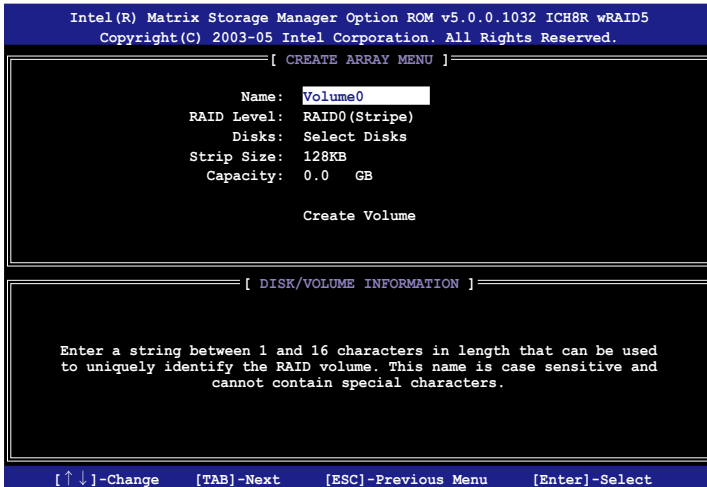 Intel(R) Matrix Storage Manager Option ROM v5.0.0.1032 ICH8R wRAID5
Copyright(C) 2003-05 Intel Corporation. All Rights Reserved.
[ CREATE ARRAY MENU ]
Name: Volume0
RAID Level: RAID0(Stripe)
Disks: Select Disks
Strip Size: 128KB
Capacity: 0.0 GB
Create Volume
[ DISK/VOLUME INFORMATION ]
Enter a string between 1 and 16 characters in length that can be used
to uniquely identify the RAID volume. This name is case sensitive and
cannot contain special characters.
[↑↓]-Change [TAB]-Next [ESC]-Previous Menu [Enter]-Select